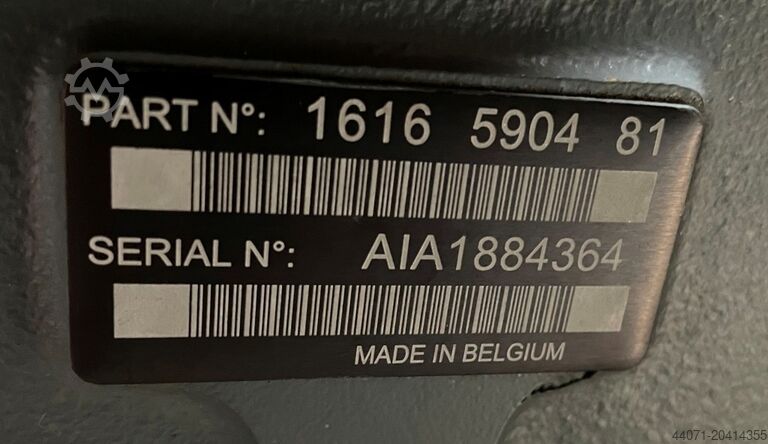 PART N°: 1616 5904 81
SERIAL N°: AIA1884364
MADE IN BELGIUM
44071-20414355